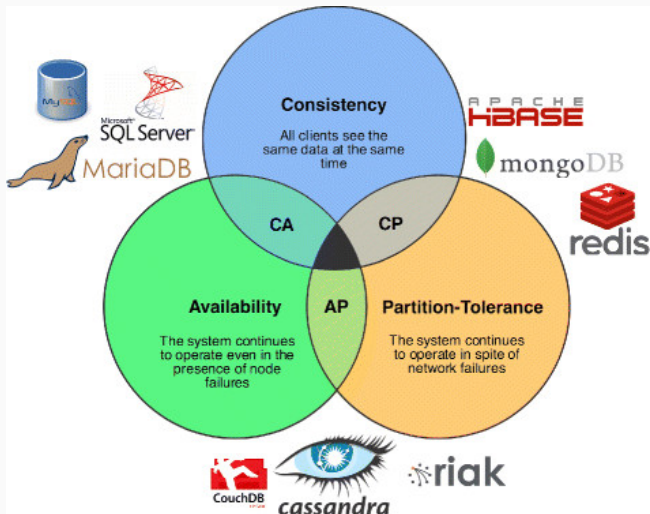 MySQL
Microsoft®
SQL Server®
MariaDB
Consistency
All clients see the
same data at the same
time
APACHE
HBASE
mongoDB
redis
CA
CP
Availability
The system continues
to operate even in the
presence of node
failures
AP
Partition-Tolerance
The system continues
to operate in spite of
network failures
CouchDB
cassandra
riak